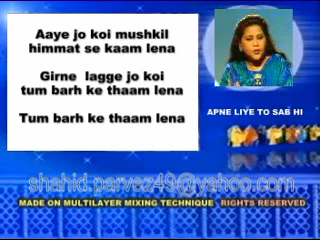 Aaye jo koi mushkil
himmat se kaam lena
Girne lagge jo koi
tum barh ke thaam lena
Tum barh ke thaam lena
APNE LIYE TO SAB HI
shahid.parvez49@yahoo.com
MADE ON MULTILAYER MIXING TECHNIQUE RIGHTS RESERVED